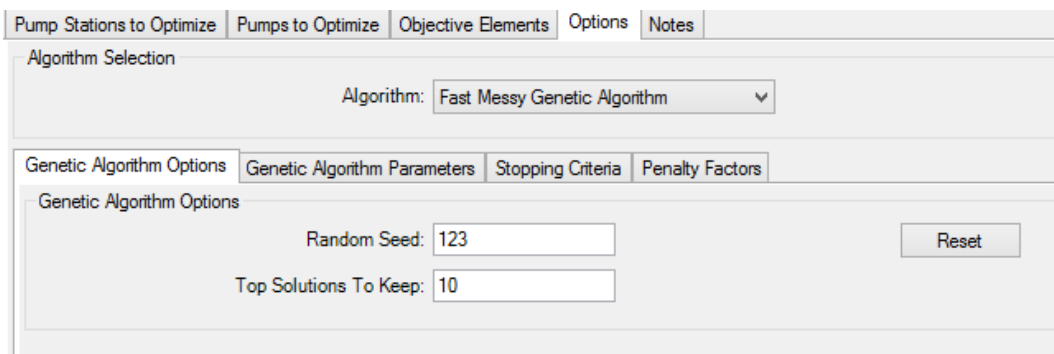 Pump Stations to Optimize Pumps to Optimize Objective Elements Options Notes
Algorithm Selection
Algorithm: Fast Messy Genetic Algorithm
Genetic Algorithm Options Genetic Algorithm Parameters Stopping Criteria Penalty Factors
Genetic Algorithm Options
Random Seed: 123 Reset
Top Solutions To Keep: 10